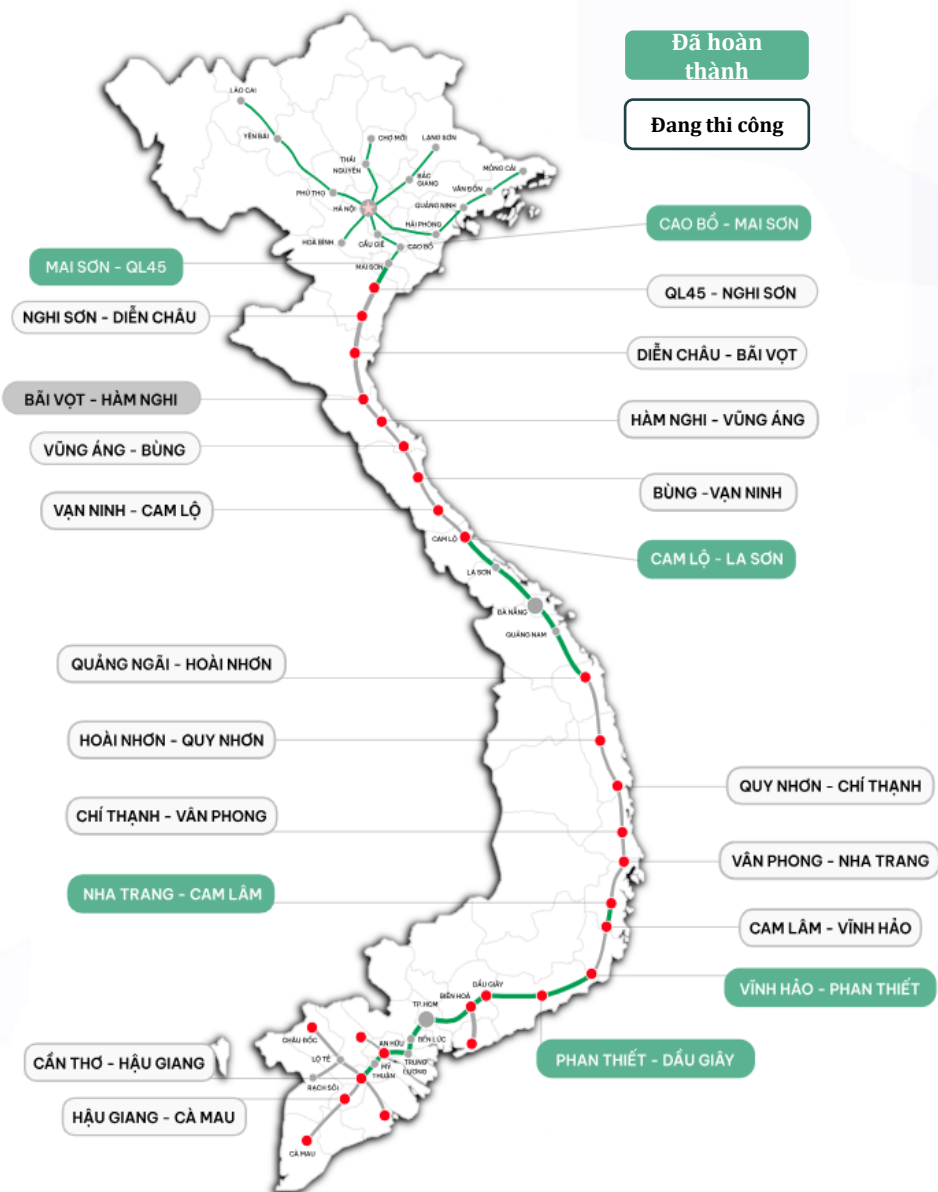 Đã hoàn
thành
Đang thi công
LÀO CAI
YÊN BÁI
CHỢ MỚI
LẠNG SƠN
THÁI
NGUYÊN
MÓNG CÁI
BẮC
GIANG
VÂN ĐỒN
PHÚ THỌ
QUẢNG NINH
HÀ NỘI
HẢI PHÒNG
HOÀ BÌNH
CẦU GIẼ
CAO BỒ
MAI SƠN
CAO BỒ - MAI SƠN
MAI SƠN - QL45
QL45 - NGHI SƠN
NGHI SƠN - DIỄN CHÂU
DIỄN CHÂU - BÃI VỌT
BÃI VỌT - HÀM NGHI
HÀM NGHI - VŨNG ÁNG
VŨNG ÁNG - BÙNG
BÙNG -VẠN NINH
VẠN NINH - CAM LỘ
CAM LỘ
CAM LỘ - LA SƠN
LA SƠN
ĐÀ NẴNG
QUẢNG NAM
QUẢNG NGÃI - HOÀI NHƠN
HOÀI NHƠN - QUY NHƠN
QUY NHƠN - CHÍ THẠNH
CHÍ THẠNH - VÂN PHONG
VÂN PHONG - NHA TRANG
NHA TRANG - CAM LÂM
CAM LÂM - VĨNH HẢO
VĨNH HẢO - PHAN THIẾT
DẦU GIÂY
BIÊN HOÀ
TP.HCM
PHAN THIẾT - DẦU GIÂY
CHÂU ĐỐC
AN HỮU
BẾN LỨC
LỘ TẺ
MỸ
THUẬN
TRUNG
LƯƠNG
RẠCH SỎI
CẦN THƠ - HẬU GIANG
HẬU GIANG - CÀ MAU
CÀ MAU